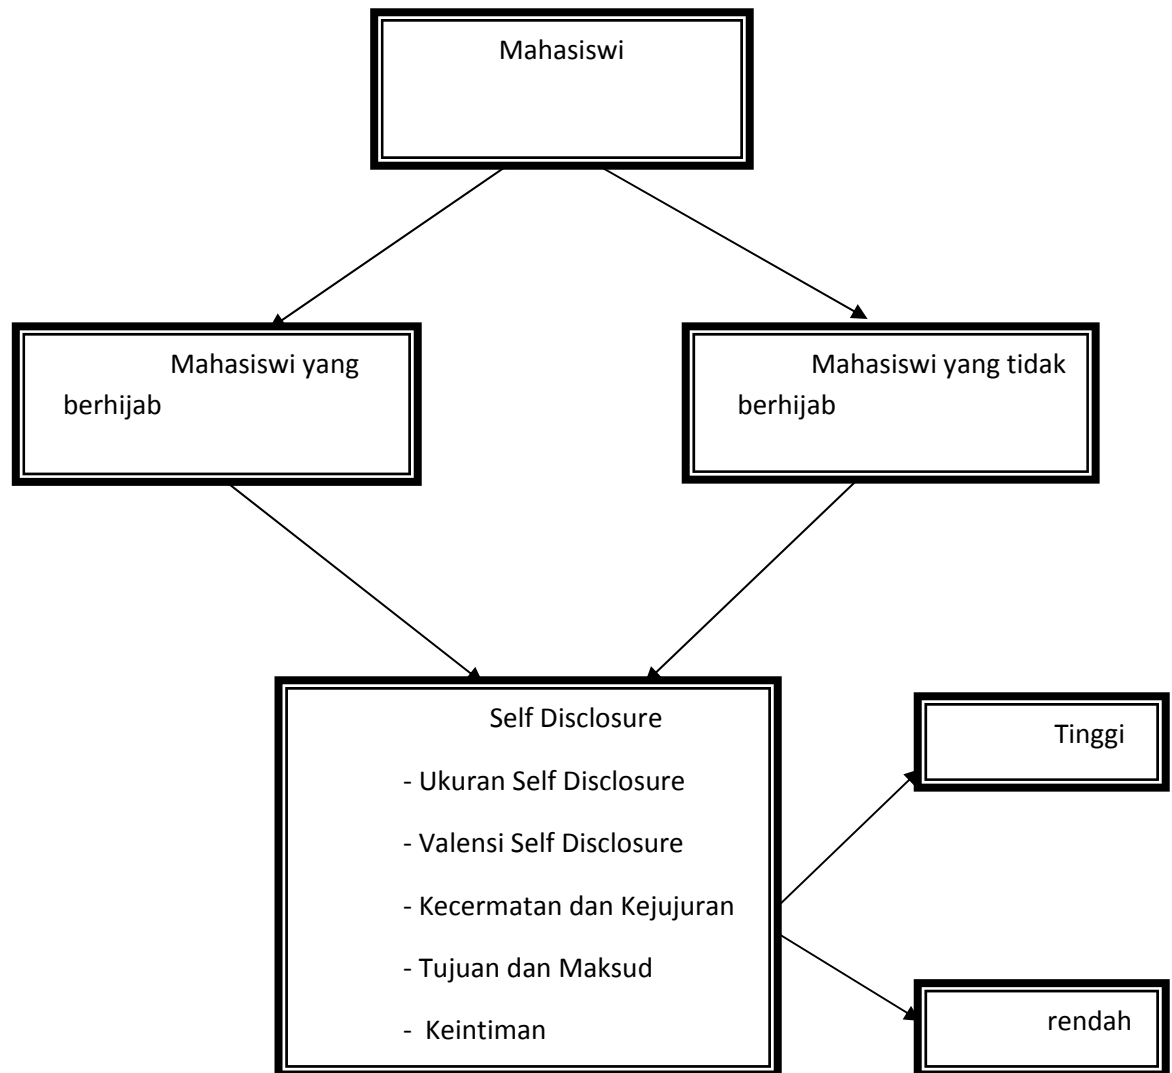 Mahasiswi
Mahasiswi yang
berhijab
Mahasiswi yang tidak
berhijab
Self Disclosure
- Ukuran Self Disclosure
- Valensi Self Disclosure
- Kecermatan dan Kejujuran
- Tujuan dan Maksud
- Keintiman
Tinggi
rendah